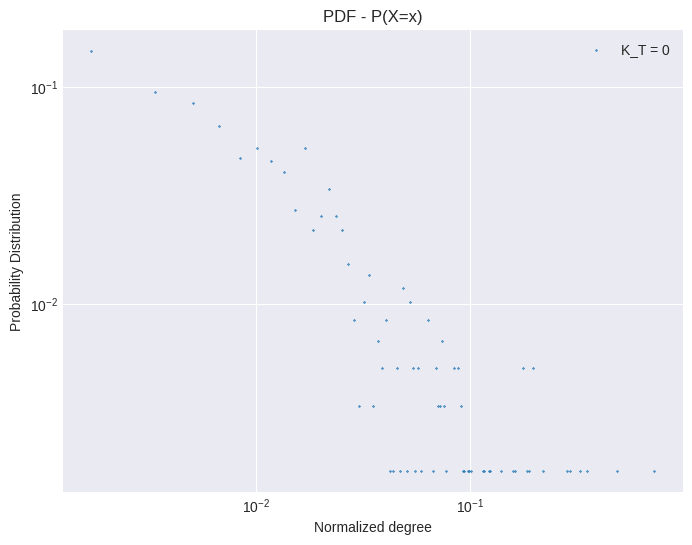 PDF - P(X=x)
K_T = 0
Probability Distribution
10⁻¹
10⁻²
10⁻²
10⁻¹
Normalized degree